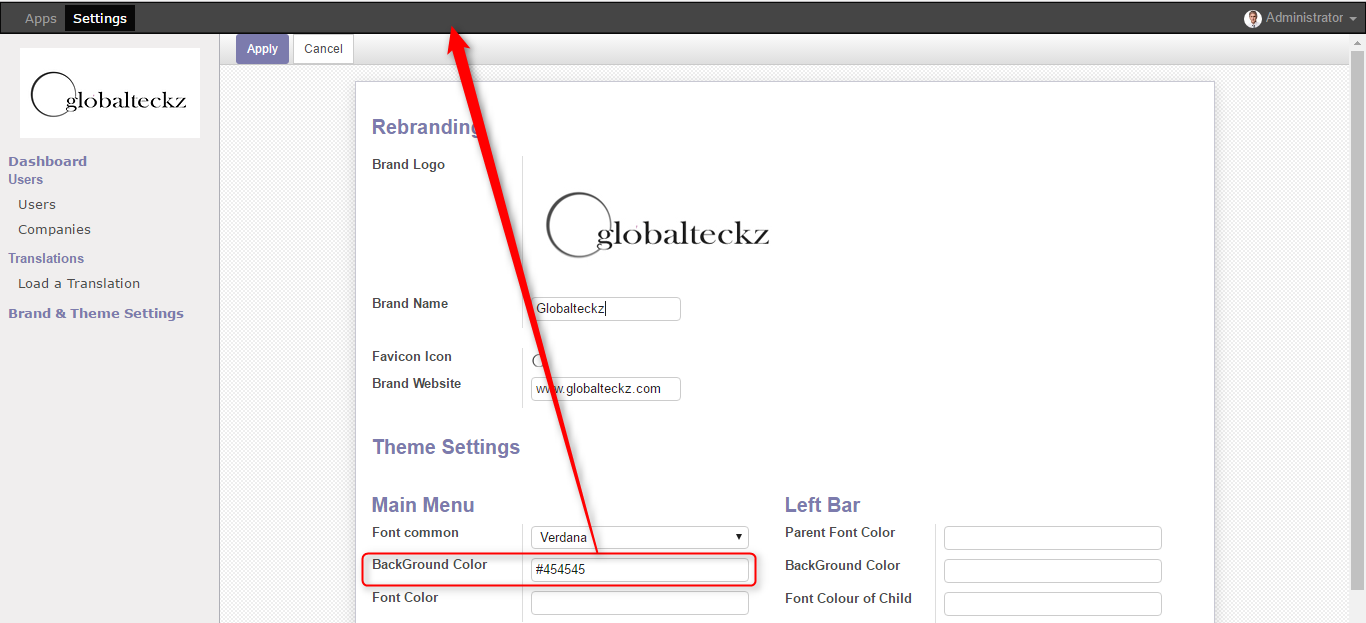 Apps Settings Administrator
Apply Cancel
globalteckz
Dashboard
Users
Users
Companies
Translations
Load a Translation
Brand & Theme Settings
Rebranding
Brand Logo
globalteckz
Brand Name Globalteckz
Favicon Icon
Brand Website www.globalteckz.com
Theme Settings
Main Menu
Font common Verdana
BackGround Color #454545
Font Color
Left Bar
Parent Font Color
BackGround Color
Font Colour of Child